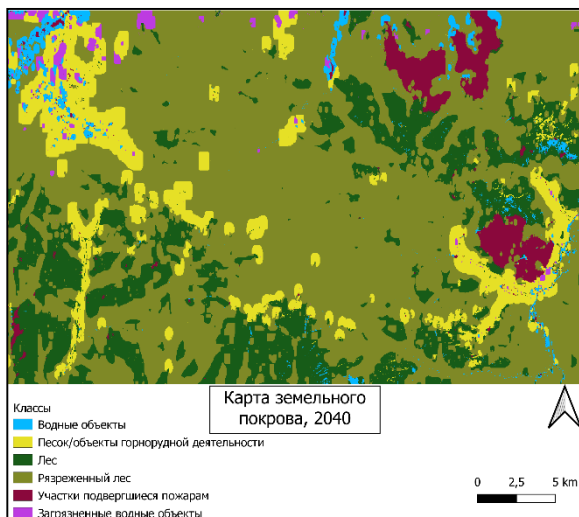 Карта земельного
покрова, 2040
Классы
Водные объекты
Песок/объекты горнорудной деятельности
Лес
Рязреженный лес
Участки подвергшиеся пожарам
Загрязненные водные объекты
0 2,5 5 km